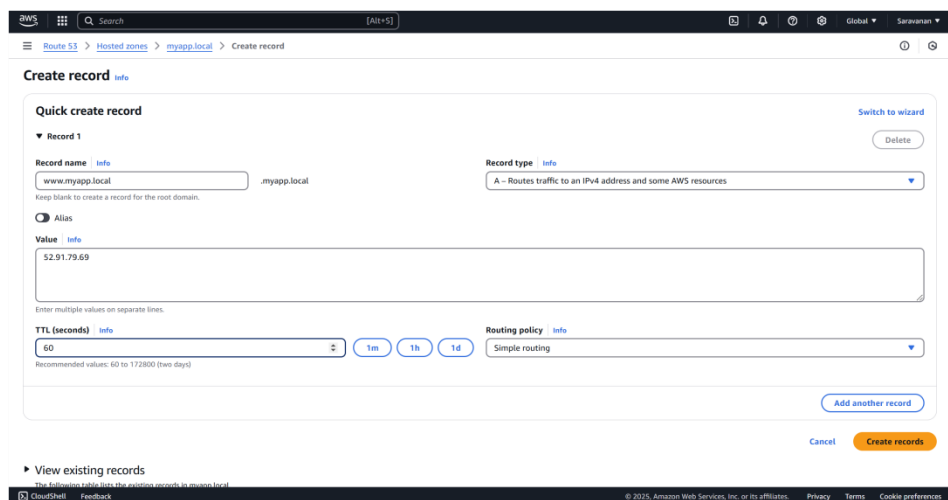 aws Search [Alt+S] Global Saravanan
Route 53 > Hosted zones > myapp.local > Create record
Create record Info
Quick create record Switch to wizard
Record 1 Delete
Record name Info Record type Info
www.myapp.local .myapp.local A – Routes traffic to an IPv4 address and some AWS resources
Keep blank to create a record for the root domain.
Alias
Value Info
52.91.79.69
Enter multiple values on separate lines.
TTL (seconds) Info Routing policy Info
60 1m 1h 1d Simple routing
Recommended values: 60 to 172800 (two days)
Add another record
Cancel Create records
View existing records
The following table lists the existing records in myapp.local
CloudShell Feedback © 2025, Amazon Web Services, Inc. or its affiliates. Privacy Terms Cookie preferences